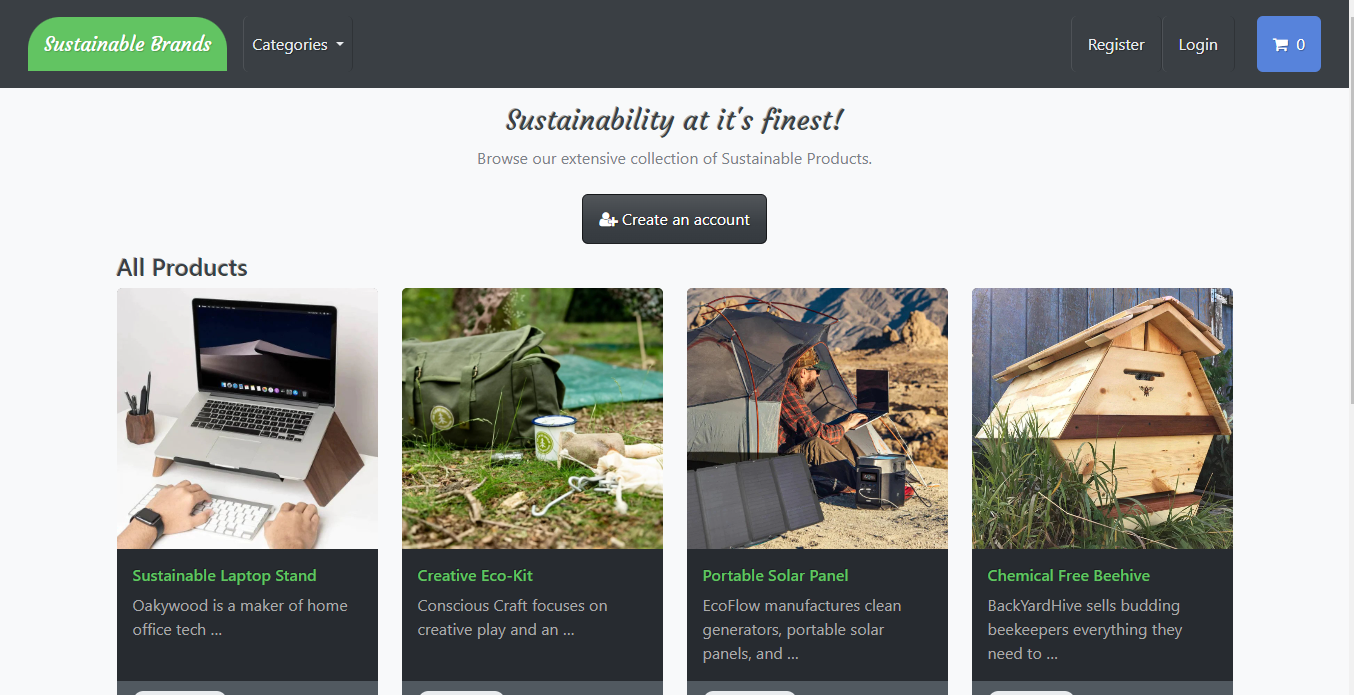 Sustainable Brands
Categories
Register
Login
0
Sustainability at it's finest!
Browse our extensive collection of Sustainable Products.
Create an account
All Products
Sustainable Laptop Stand
Oakywood is a maker of home
office tech ...
Creative Eco-Kit
Conscious Craft focuses on
creative play and an ...
Portable Solar Panel
EcoFlow manufactures clean
generators, portable solar
panels, and ...
Chemical Free Beehive
BackYardHive sells budding
beekeepers everything they
need to ...